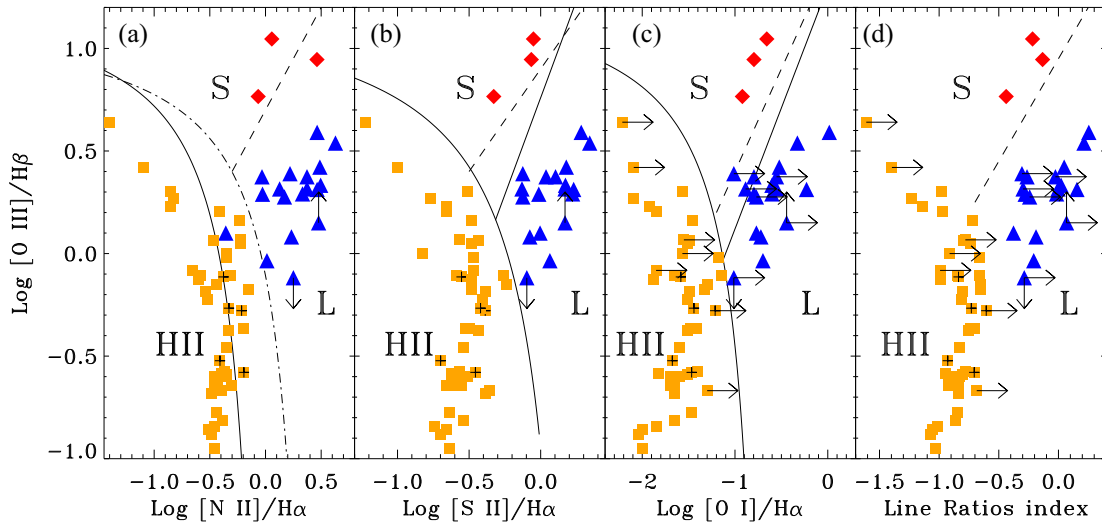 (a) (b) (c) (d)
S S S S
HII HII HII HII
L L L L
Log [O III]/Hβ
1.0
0.5
0.0
−0.5
−1.0
−1.0 −0.5 0.0 0.5
−1.0 −0.5 0.0
−2 −1 0
−1.5 −1.0 −0.5 0.0
Log [N II]/Hα
Log [S II]/Hα
Log [O I]/Hα
Line Ratios index